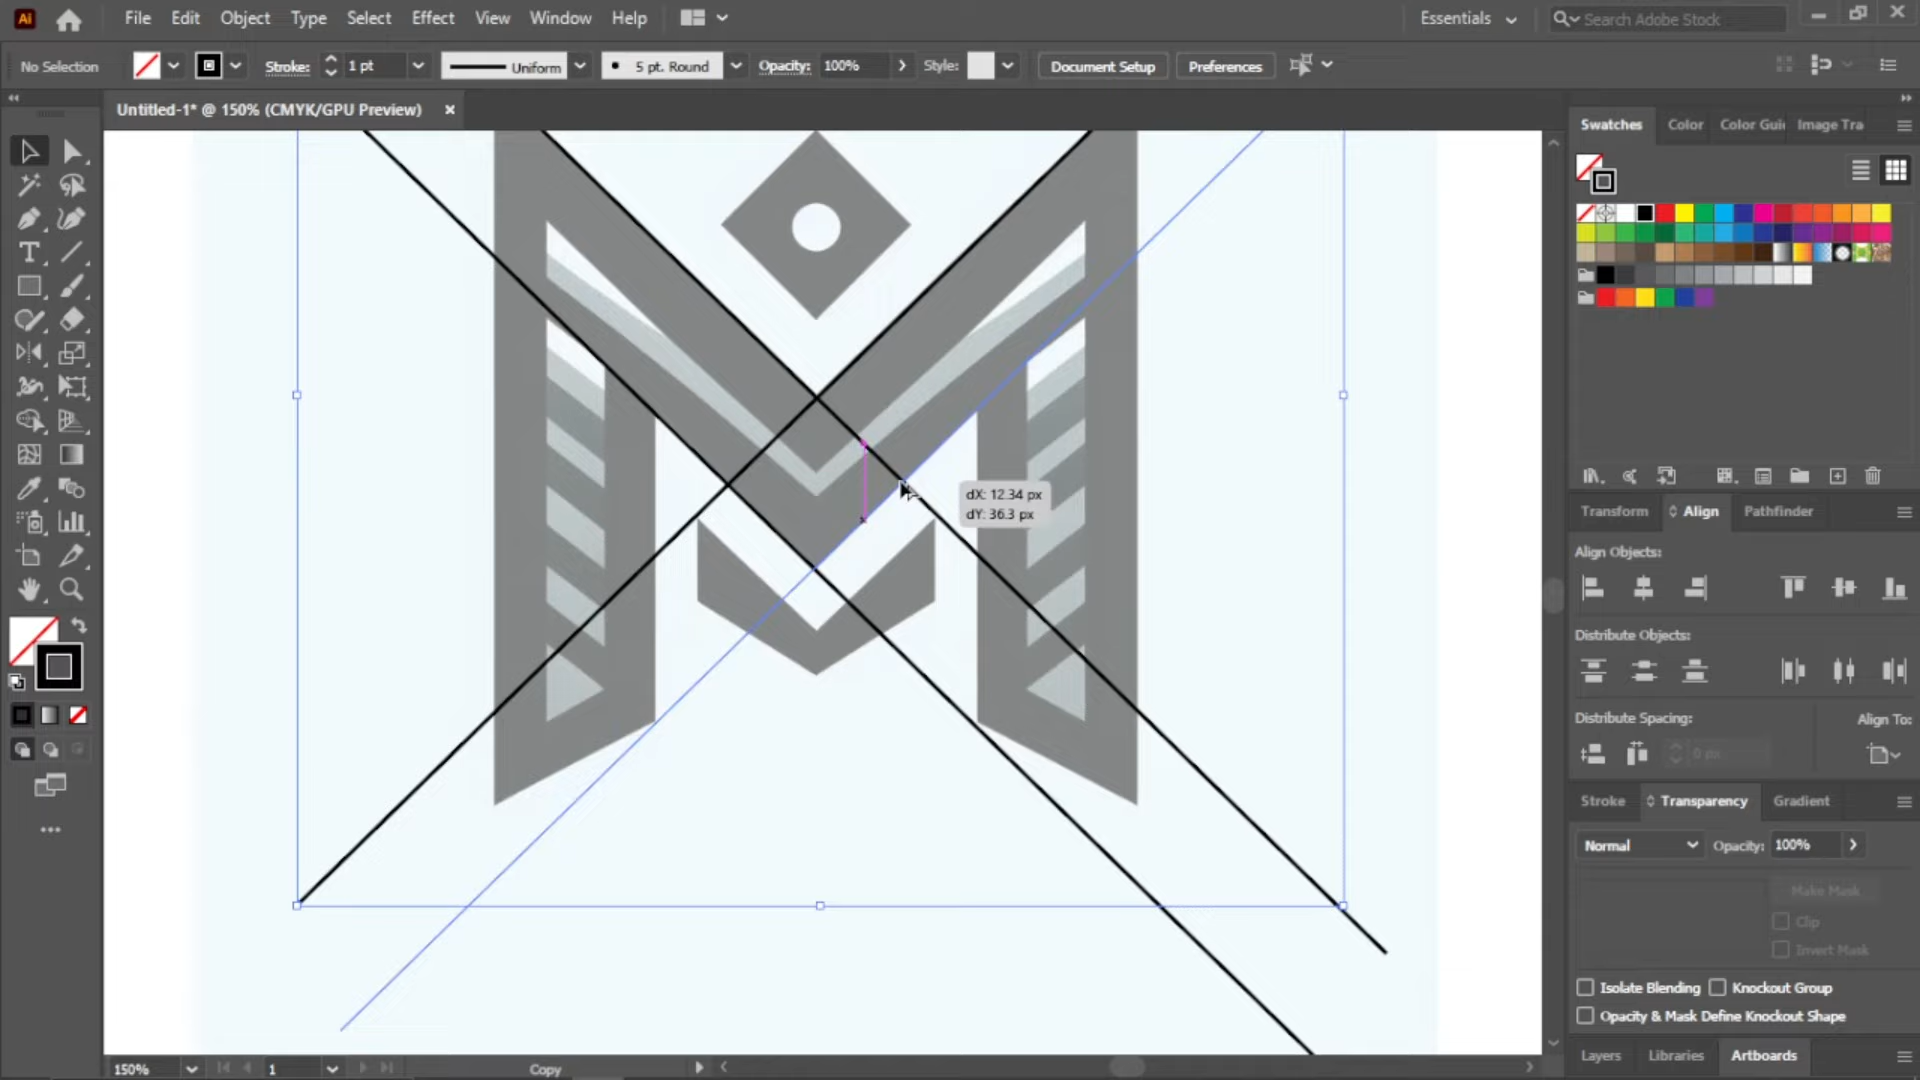 Ai File Edit Object Type Select Effect View Window Help Essentials Search Adobe Stock
No Selection Stroke: 1 pt Uniform 5 pt. Round Opacity: 100% Style: Document Setup Preferences
Untitled-1* @ 150% (CMYK/GPU Preview)
Swatches Color Color Gui Image Tra
dX: 12.34 px
dY: 36.3 px
Transform Align Pathfinder
Align Objects:
Distribute Objects:
Distribute Spacing: Align To:
0 px
Stroke Transparency Gradient
Normal Opacity: 100%
Make Mask
Clip
Invert Mask
Isolate Blending Knockout Group
Opacity & Mask Define Knockout Shape
Layers Libraries Artboards
150% 1 Copy